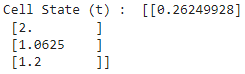 Cell State (t) :  [[0.26249928]
 [2.        ]
 [1.0625    ]
 [1.2       ]]